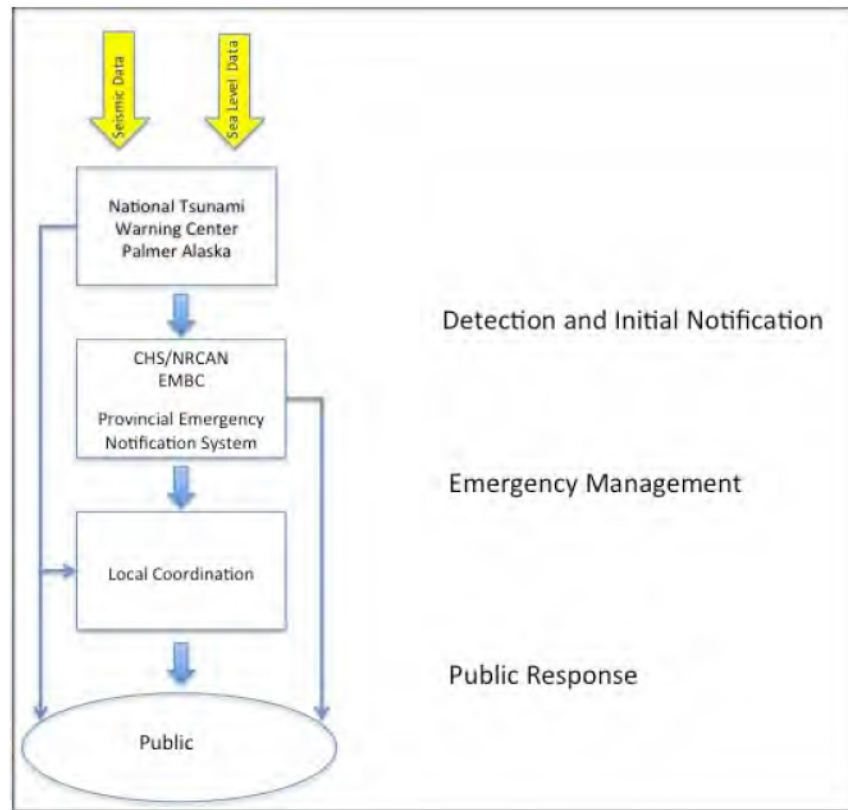 Seismic Data
Sea Level Data
National Tsunami
Warning Center
Palmer Alaska
Detection and Initial Notification
CHS/NRCAN
EMBC
Provincial Emergency
Notification System
Emergency Management
Local Coordination
Public Response
Public